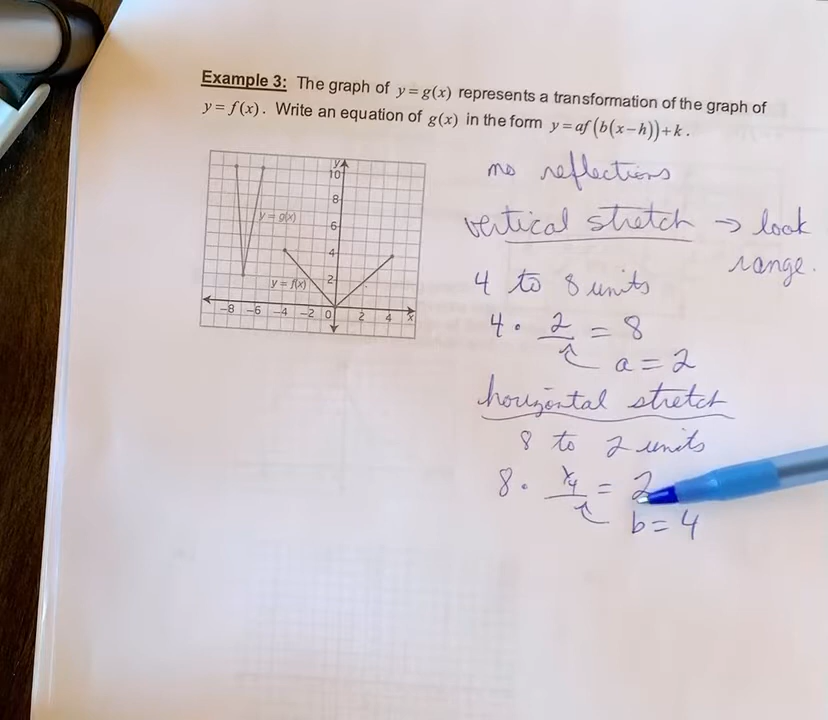 Example 3: The graph of y = g(x) represents a transformation of the graph of
y = f(x). Write an equation of g(x) in the form y = af(b(x−h))+k.
no reflections
vertical stretch → look
range.
4 to 8 units
4 · 2 = 8
a = 2
horizontal stretch
8 to 2 units
8 · 1/4 = 2
b = 4
y
10
8
6
4
2
y = g(x)
y = f(x)
−8 −6 −4 −2 0 2 4 x